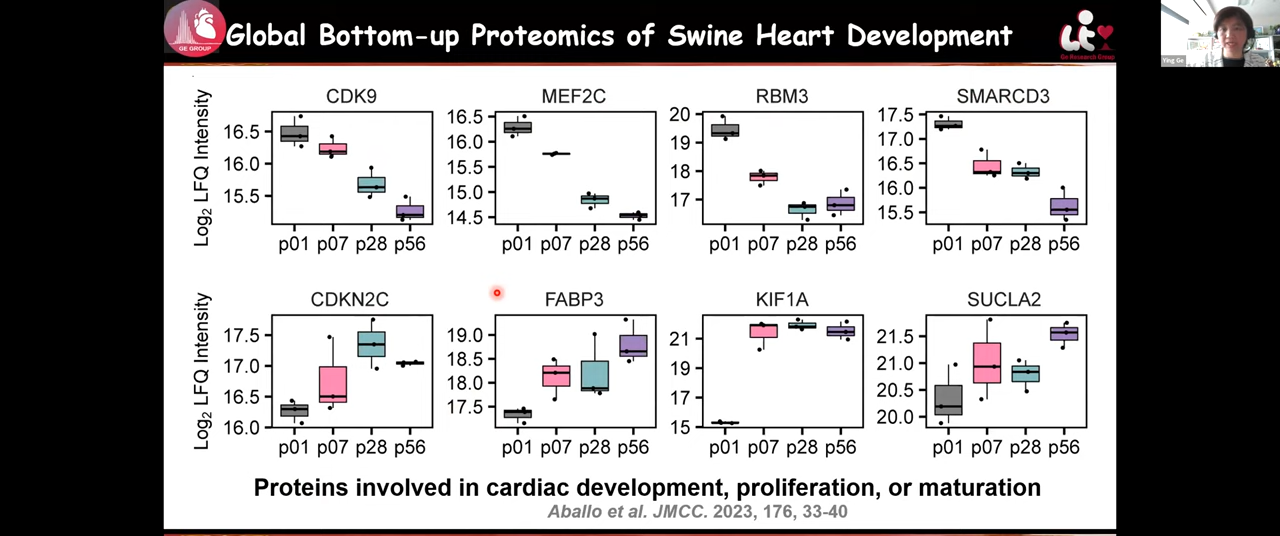 GE GROUP
Global Bottom-up Proteomics of Swine Heart Development
Ge Research Group
Ying Ge
CDK9
MEF2C
RBM3
SMARCD3
Log2 LFQ Intensity
16.5
16.0
15.5
16.5
15.5
15.0
14.5
20
19
18
17
17.5
17.0
16.5
16.0
15.5
p01 p07 p28 p56
p01 p07 p28 p56
p01 p07 p28 p56
p01 p07 p28 p56
CDKN2C
FABP3
KIF1A
SUCLA2
Log2 LFQ Intensity
17.5
17.0
16.5
16.0
19.0
18.5
18.0
17.5
21
19
17
15
21.5
21.0
20.5
20.0
p01 p07 p28 p56
p01 p07 p28 p56
p01 p07 p28 p56
p01 p07 p28 p56
Proteins involved in cardiac development, proliferation, or maturation
Aballo et al. JMCC. 2023, 176, 33-40